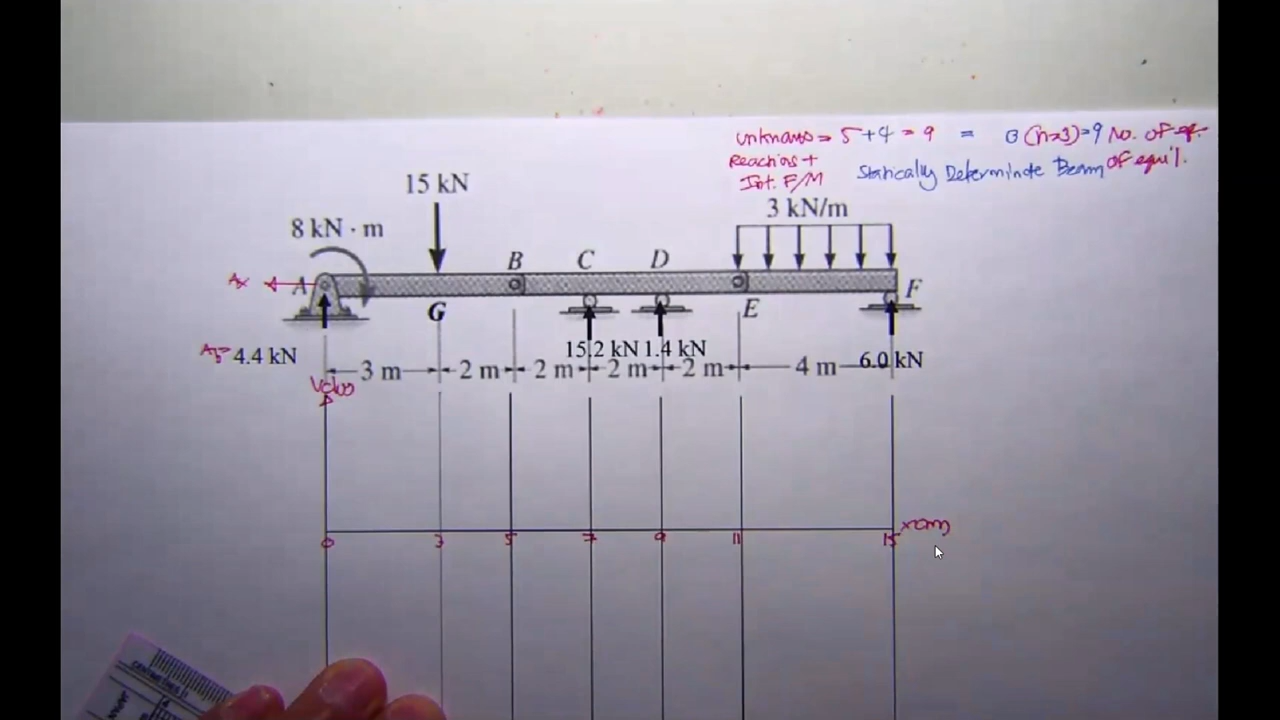 unknowns = 5 + 4 = 9 = 3(n=3)=9 No. of eq.
Reactions + of equil.
Int. F/M Statically Determinate Beam
15 kN
3 kN/m
8 kN · m
B C D
Ax A F
G E
15.2 kN 1.4 kN
4.4 kN 6.0 kN
3 m 2 m 2 m 2 m 2 m 4 m
0 3 5 7 9 11 15